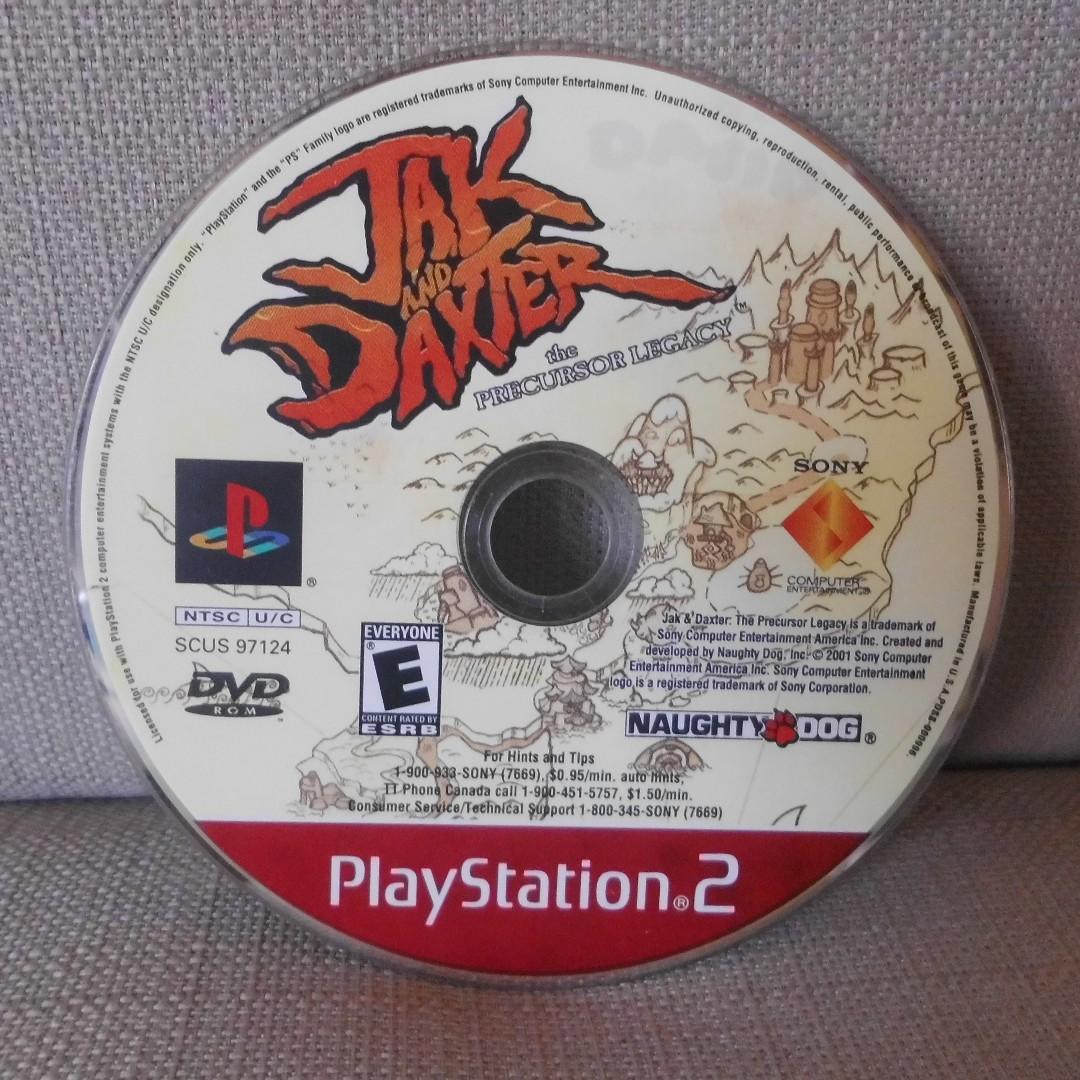 Licensed for use with PlayStation 2 computer entertainment systems with the NTSC U/C designation only. "PlayStation" and the "PS" Family logo are registered trademarks of Sony Computer Entertainment Inc. Unauthorized copying, reproduction, rental, public performance or broadcast of this game may be a violation of applicable laws. Manufactured in U.S.A.
JAK
AND
DAXTER
the
PRECURSOR LEGACY™
SONY
COMPUTER
ENTERTAINMENT®
®
NTSC U/C
SCUS 97124
DVD
ROM
EVERYONE
E
®
CONTENT RATED BY
ESRB
Jak & Daxter: The Precursor Legacy is a trademark of
Sony Computer Entertainment America Inc. Created and
developed by Naughty Dog, Inc. © 2001 Sony Computer
Entertainment America Inc. Sony Computer Entertainment
logo is a registered trademark of Sony Corporation.
NAUGHTY DOG®
For Hints and Tips
1-900-933-SONY (7669), $0.95/min. auto hints,
TT Phone Canada call 1-900-451-5757, $1.50/min.
Consumer Service/Technical Support 1-800-345-SONY (7669)
PlayStation®2